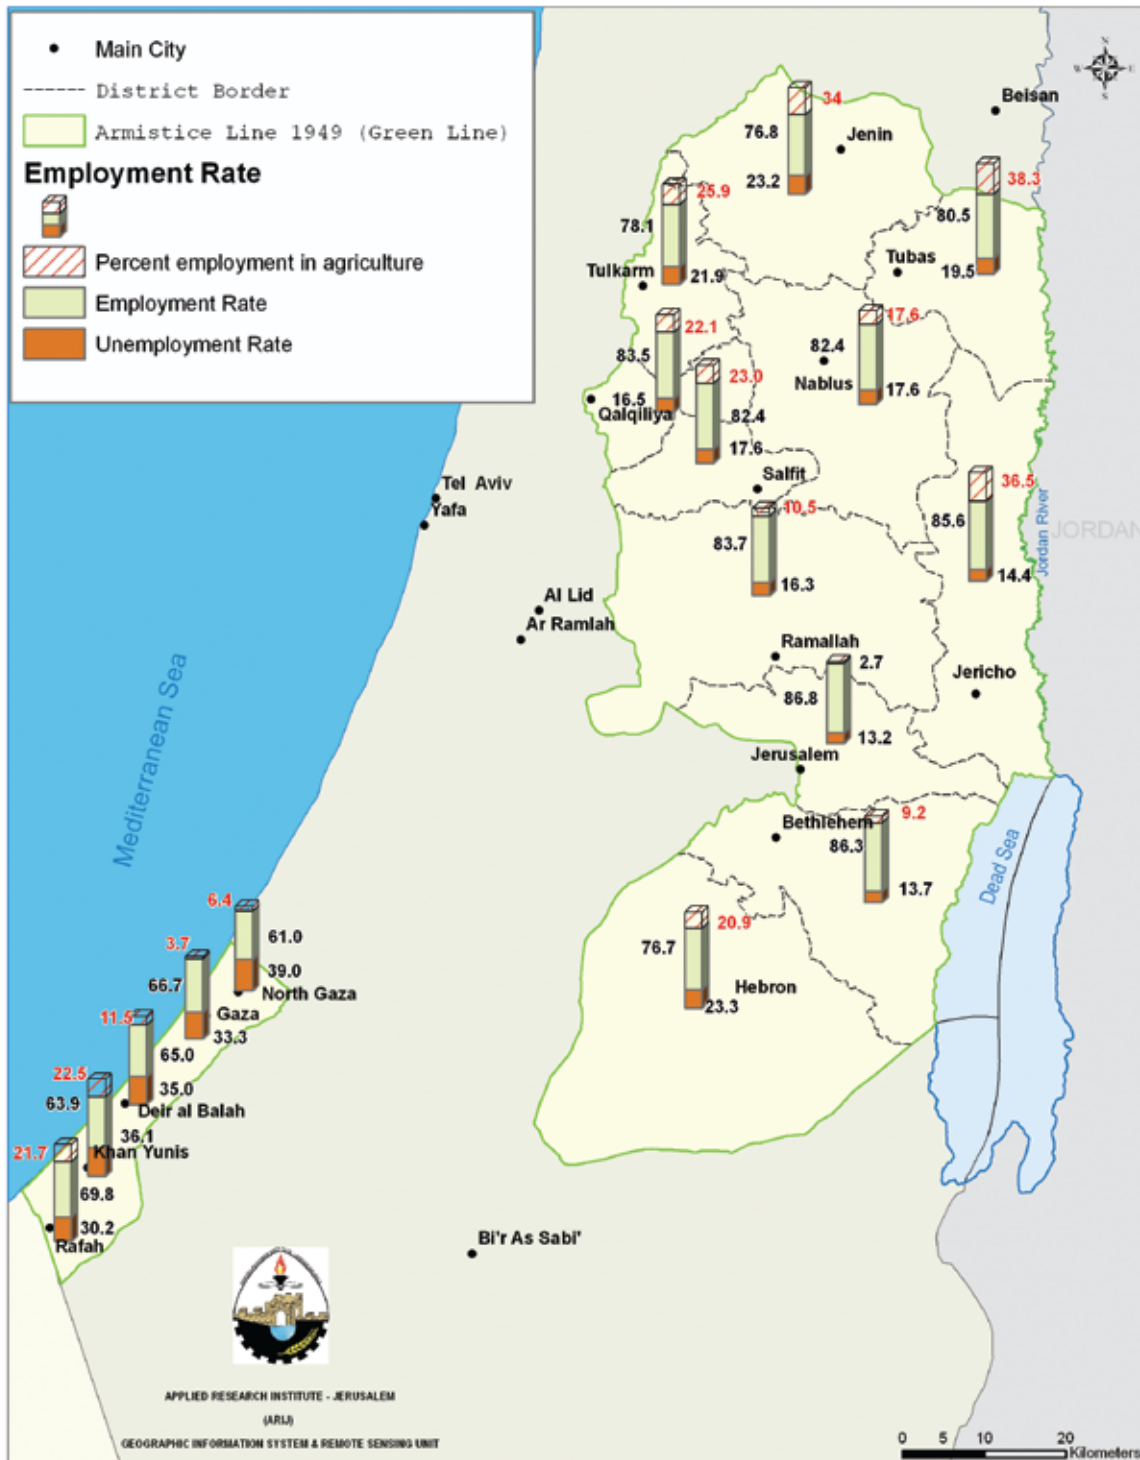 Main City
District Border
Armistice Line 1949 (Green Line)
Employment Rate
Percent employment in agriculture
Employment Rate
Unemployment Rate
N
W E
S
Beisan
34
76.8
Jenin
23.2
38.3
80.5
Tubas
19.5
25.9
78.1
Tulkarm
21.9
22.1
83.5
16.5
Qalqiliya
17.6
82.4
Nablus
17.6
23.0
82.4
17.6
Salfit
Tel Aviv
Yafa
10.5
83.7
16.3
36.5
85.6
14.4
Jordan River
JORDAN
Al Lid
Ar Ramlah
Ramallah
2.7
86.8
13.2
Jericho
Jerusalem
Mediterranean Sea
9.2
Bethlehem
86.3
13.7
Dead Sea
20.9
76.7
Hebron
23.3
6.4
61.0
39.0
North Gaza
3.7
66.7
Gaza
33.3
11.5
65.0
35.0
Deir al Balah
22.5
63.9
36.1
Khan Yunis
21.7
69.8
30.2
Rafah
Bi'r As Sabi'
APPLIED RESEARCH INSTITUTE - JERUSALEM
(ARIJ)
GEOGRAPHIC INFORMATION SYSTEM & REMOTE SENSING UNIT
0 5 10 20
Kilometers